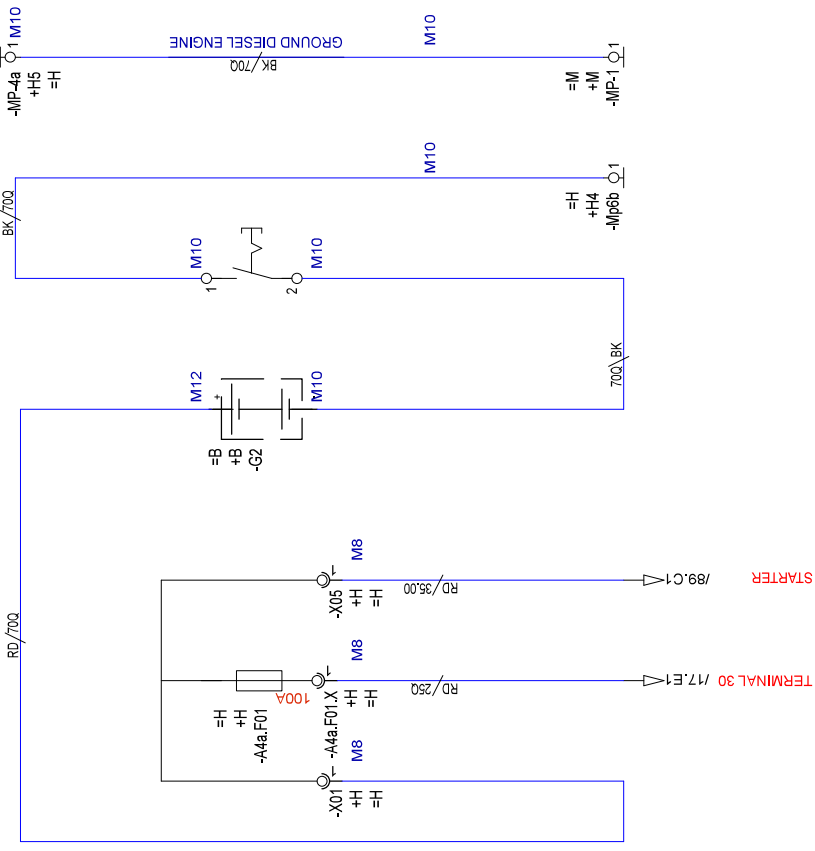 M10
1
-MP-4a
+H5
=H
GROUND DIESEL ENGINE
BK/70Q
M10
1
=M
+M
-MP-1
BK/70Q
M10
1
=H
+H4
-Mp6b
M10
1
2
M10
70Q/BK
M12
+
-
M10
=B
+B
-G2
RD/70Q
M8
1
-X05
+H
=H
RD/35.00
/89.C1
STARTER
=H
+H
-A4a.F01
100A
M8
1
-A4a.F01.X
+H
=H
RD/25Q
/17.E1
TERMINAL 30
M8
1
-X01
+H
=H